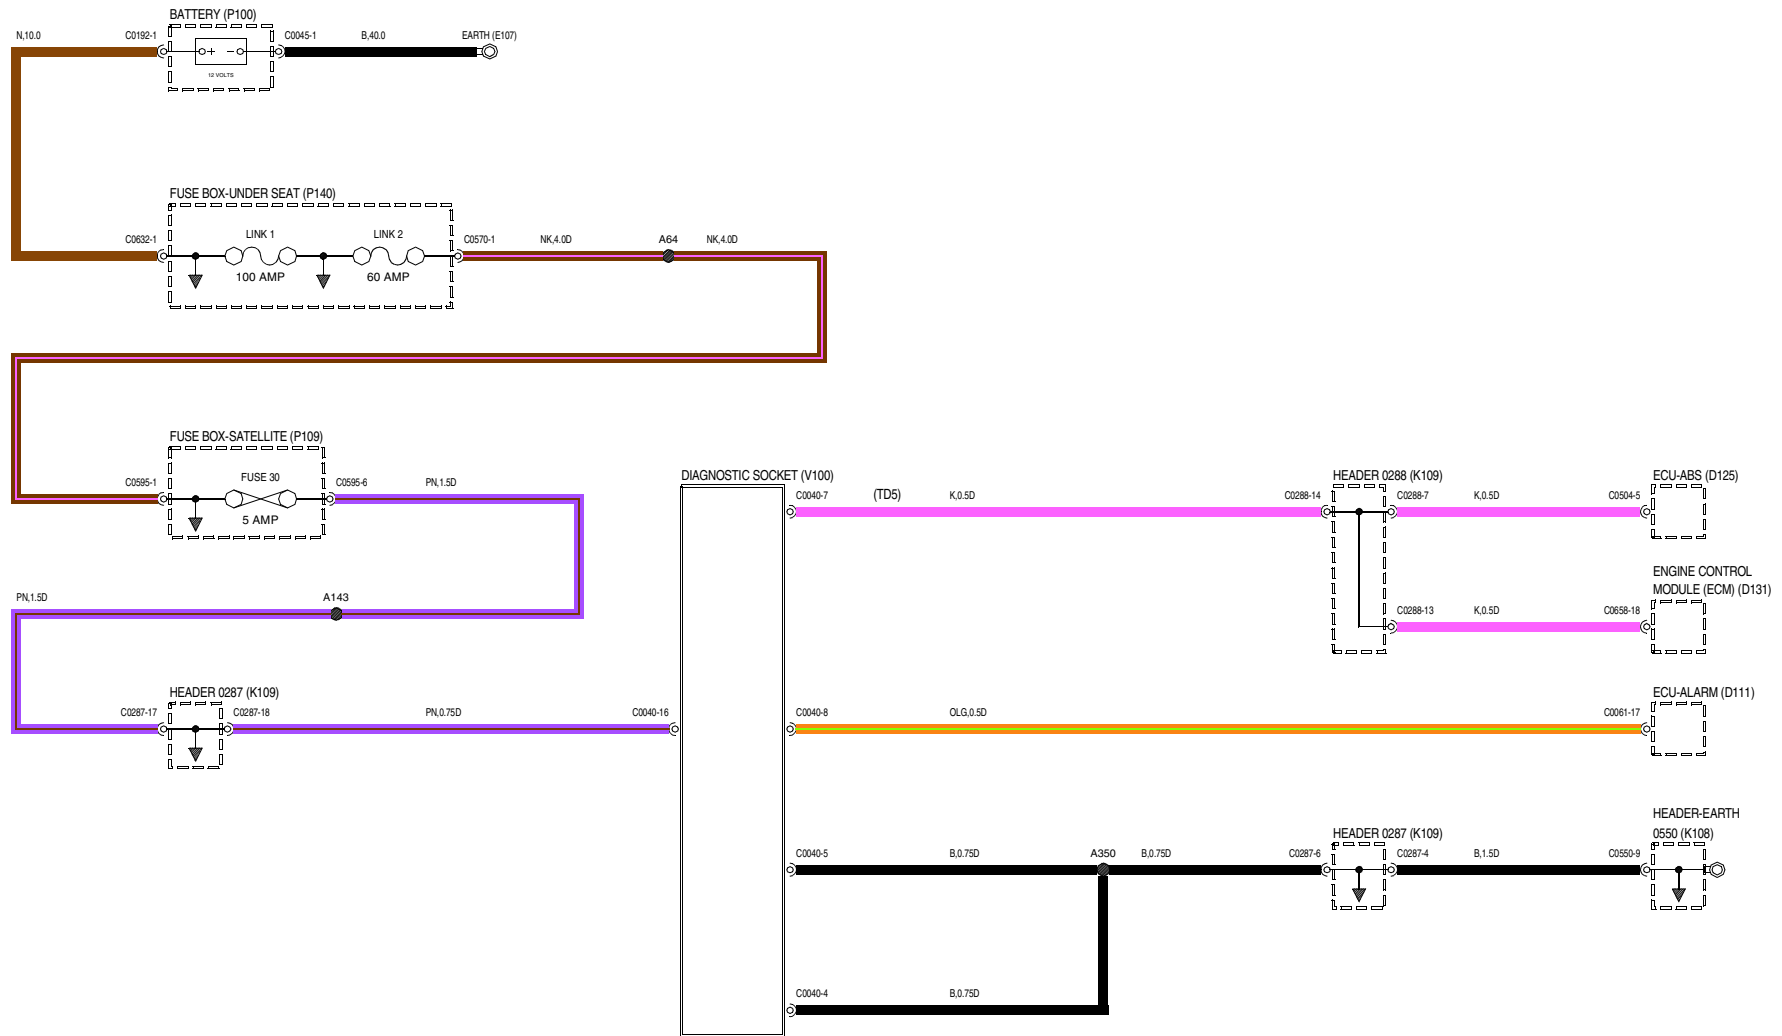 BATTERY (P100)
N,10.0
C0192-1
C0045-1
B,40.0
EARTH (E107)
12 VOLTS
FUSE BOX-UNDER SEAT (P140)
C0632-1
LINK 1
100 AMP
LINK 2
60 AMP
C0570-1
NK,4.0D
A64
NK,4.0D
FUSE BOX-SATELLITE (P109)
C0595-1
FUSE 30
5 AMP
C0595-6
PN,1.5D
PN,1.5D
A143
HEADER 0287 (K109)
C0287-17
C0287-18
PN,0.75D
C0040-16
DIAGNOSTIC SOCKET (V100)
C0040-7
(TD5)
K,0.5D
C0288-14
HEADER 0288 (K109)
C0288-7
K,0.5D
C0504-5
ECU-ABS (D125)
C0288-13
K,0.5D
C0658-18
ENGINE CONTROL
MODULE (ECM) (D131)
C0040-8
OLG,0.5D
C0061-17
ECU-ALARM (D111)
C0040-5
B,0.75D
A350
B,0.75D
C0287-6
HEADER 0287 (K109)
C0287-4
B,1.5D
C0550-9
HEADER-EARTH
0550 (K108)
C0040-4
B,0.75D